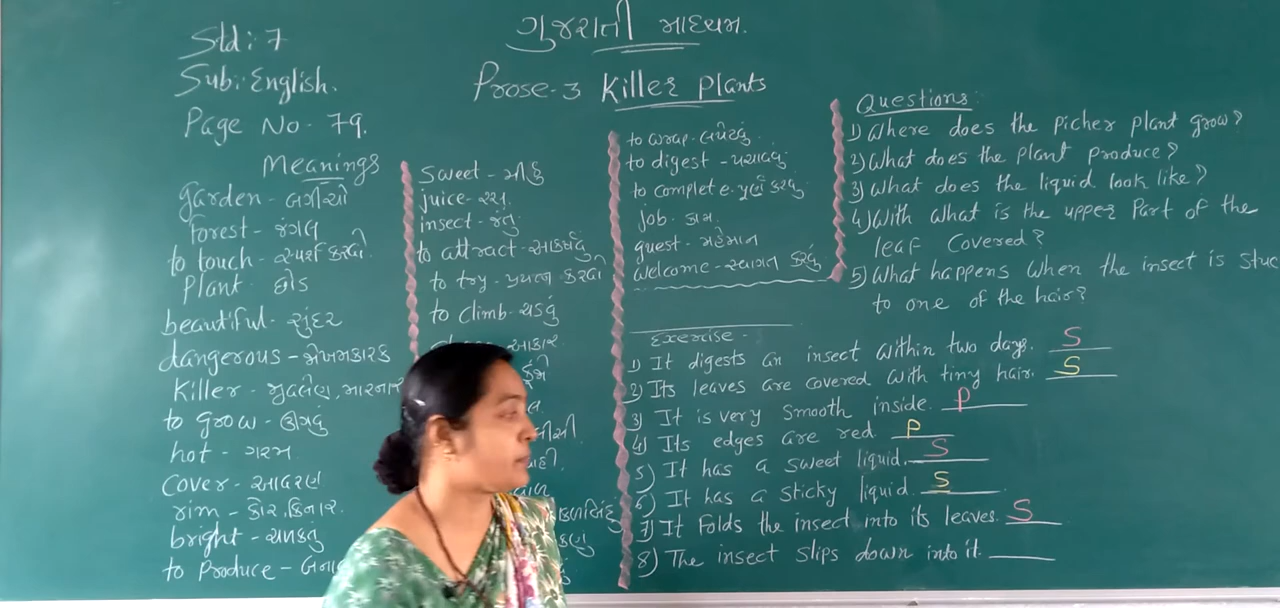 ગુજરાતી માધ્યમ.
Std: 7
Sub: English.
Page No. 79.
Prose-3 Killer Plants
Meanings
garden - બગીચો
forest - જંગલ
to touch - સ્પર્શ કરવો
Plant છોડ
beautiful - સુંદર
dangerous - જોખમકારક
Killer - મારનાર
to grow - ઊગવું
hot - ગરમ
Cover - આવરણ
rim - કોર, કિનાર
bright - ચમકતું
to Produce -
Sweet - મીઠું
juice - રસ
insect - જંતુ
to attract - આકર્ષવું
to try - પ્રયત્ન કરવો
to climb - ચડવું
આકાર
to wrap - લપેટવું
to digest - પચાવવું
to complete - પૂર્ણ કરવું
job - કામ
guest - મહેમાન
welcome - સ્વાગત કરવું
Questions:
1) Where does the picher plant grow?
2) What does the plant produce?
3) What does the liquid look like?
4) With what is the upper Part of the
leaf Covered?
5) What happens when the insect is stuc
to one of the hair?
Exercise -
1) It digests an insect within two days. S
2) Its leaves are covered with tiny hair. S
3) It is very smooth inside. P
4) Its edges are red. P
5) It has a sweet liquid. S
6) It has a sticky liquid. S
7) It Folds the insect into its leaves. S
8) The insect slips down into it.